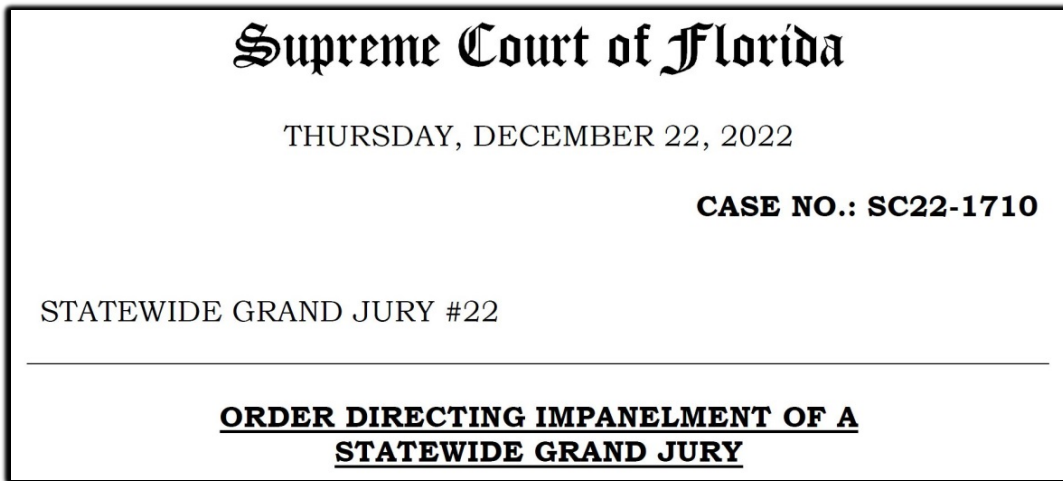 Supreme Court of Florida
THURSDAY, DECEMBER 22, 2022
CASE NO.: SC22-1710
STATEWIDE GRAND JURY #22
ORDER DIRECTING IMPANELMENT OF A
STATEWIDE GRAND JURY